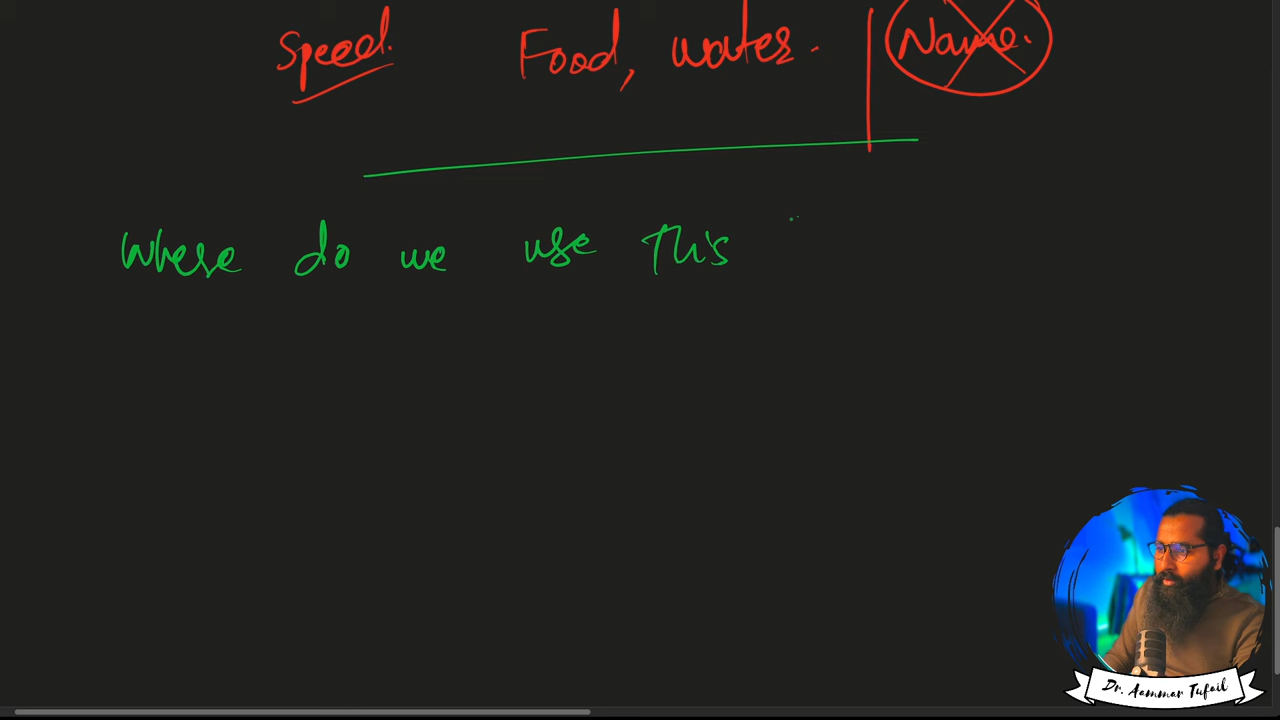 Speed. Food, water. Name.
Where do we use this
Dr. Aammar Tufail